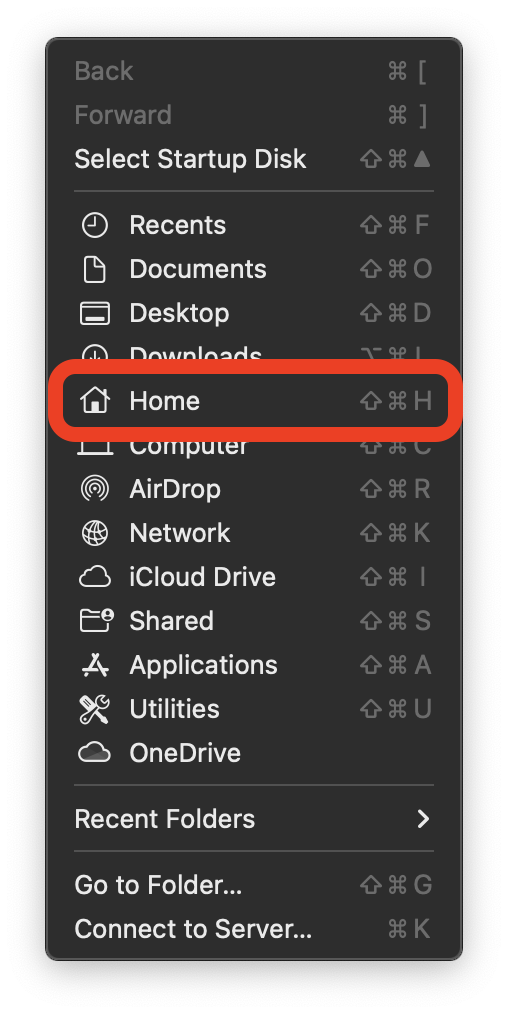 Back ⌘ [
Forward ⌘ ]
Select Startup Disk ⇧ ⌘ ▲
Recents ⇧ ⌘ F
Documents ⇧ ⌘ O
Desktop ⇧ ⌘ D
Downloads ⌥ ⌘ L
Home ⇧ ⌘ H
Computer ⇧ ⌘ C
AirDrop ⇧ ⌘ R
Network ⇧ ⌘ K
iCloud Drive ⇧ ⌘ I
Shared ⇧ ⌘ S
Applications ⇧ ⌘ A
Utilities ⇧ ⌘ U
OneDrive
Recent Folders >
Go to Folder... ⇧ ⌘ G
Connect to Server... ⌘ K